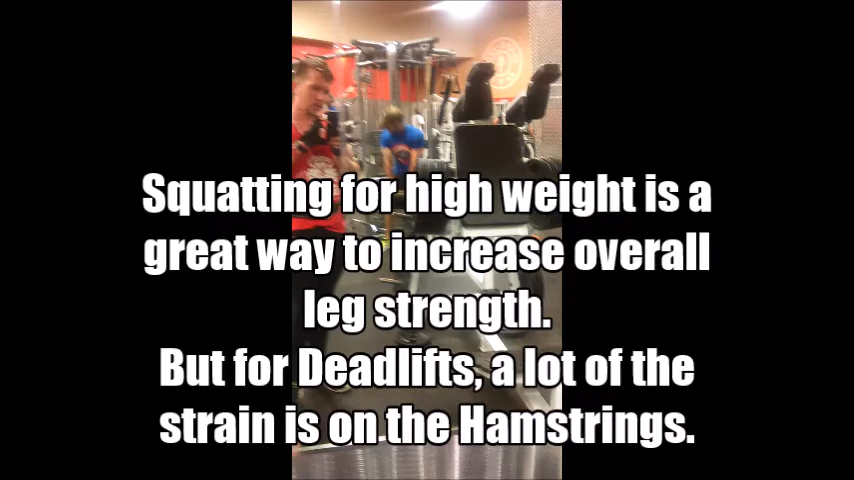 Squatting for high weight is a
great way to increase overall
leg strength.
But for Deadlifts, a lot of the
strain is on the Hamstrings.